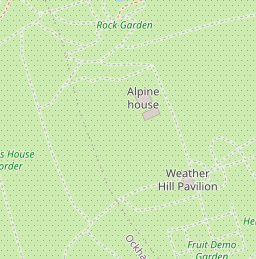 Rock Garden
Alpine
house
s House
order
Weather
Hill Pavilion
He
Ockha
Fruit Demo
Garden